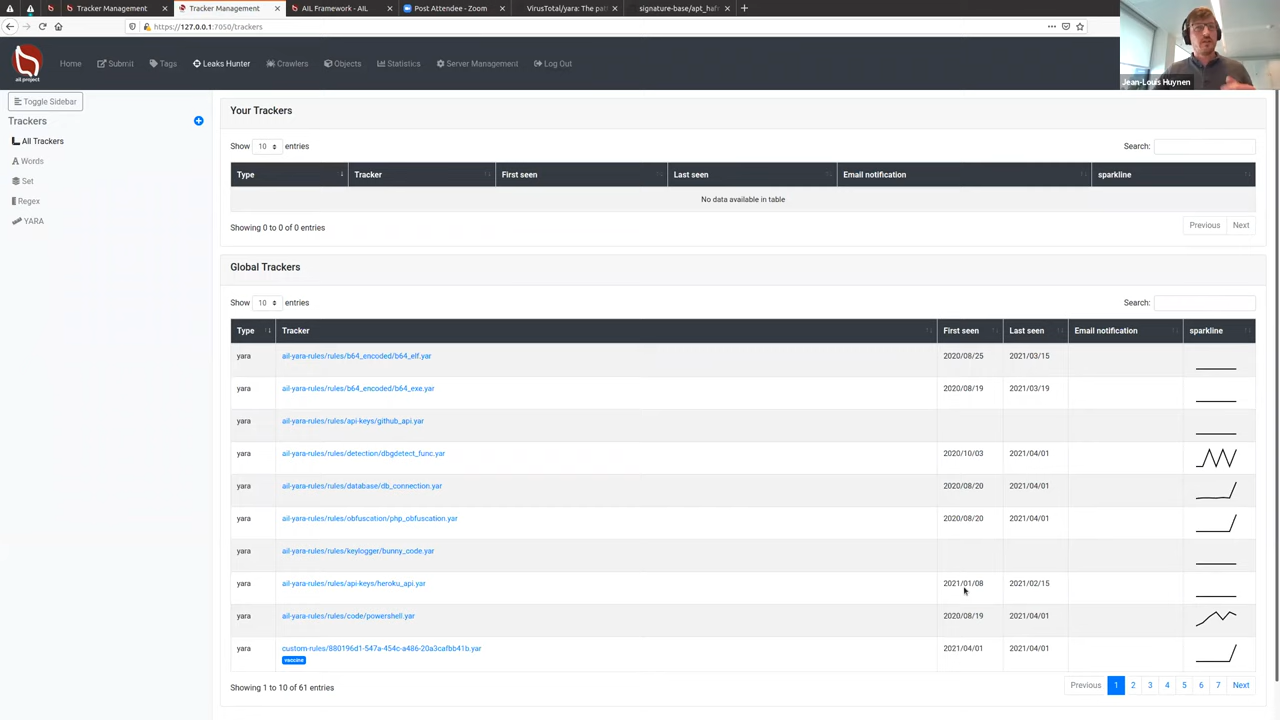 Tracker Management
Tracker Management
AIL Framework - AIL
Post Attendee - Zoom
VirusTotal/yara: The pat
signature-base/apt_hafn
https://127.0.0.1:7050/trackers
Jean-Louis Huynen
ail project
Home
Submit
Tags
Leaks Hunter
Crawlers
Objects
Statistics
Server Management
Log Out
Toggle Sidebar
Trackers
All Trackers
Words
Set
Regex
YARA
Your Trackers
Show 10 entries
Search:
Type Tracker First seen Last seen Email notification sparkline
No data available in table
Showing 0 to 0 of 0 entries
Previous Next
Global Trackers
Show 10 entries
Search:
Type Tracker First seen Last seen Email notification sparkline
yara ail-yara-rules/rules/b64_encoded/b64_elf.yar 2020/08/25 2021/03/15
yara ail-yara-rules/rules/b64_encoded/b64_exe.yar 2020/08/19 2021/03/19
yara ail-yara-rules/rules/api-keys/github_api.yar
yara ail-yara-rules/rules/detection/dbgdetect_func.yar 2020/10/03 2021/04/01
yara ail-yara-rules/rules/database/db_connection.yar 2020/08/20 2021/04/01
yara ail-yara-rules/rules/obfuscation/php_obfuscation.yar 2020/08/20 2021/04/01
yara ail-yara-rules/rules/keylogger/bunny_code.yar
yara ail-yara-rules/rules/api-keys/heroku_api.yar 2021/01/08 2021/02/15
yara ail-yara-rules/rules/code/powershell.yar 2020/08/19 2021/04/01
yara custom-rules/880196d1-547a-454c-a486-20a3cafbb41b.yar 2021/04/01 2021/04/01
vaccine
Showing 1 to 10 of 61 entries
Previous 1 2 3 4 5 6 7 Next